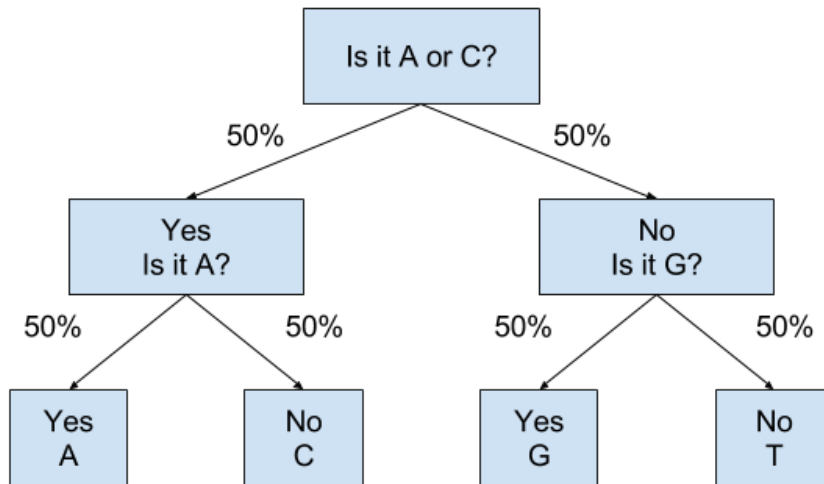 Is it A or C?
50%
50%
Yes
Is it A?
No
Is it G?
50%
50%
50%
50%
Yes
A
No
C
Yes
G
No
T